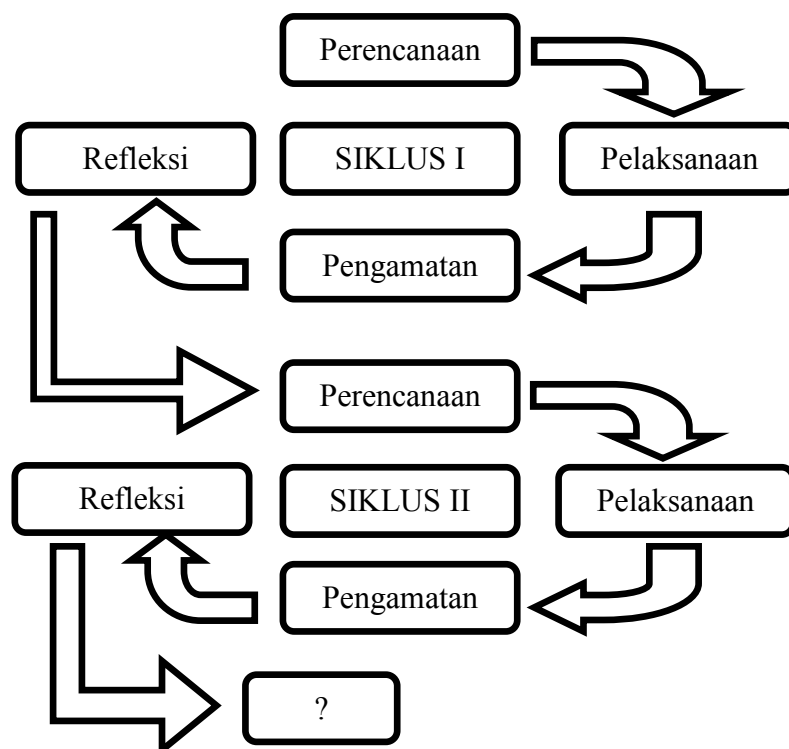 Perencanaan
Refleksi
SIKLUS I
Pelaksanaan
Pengamatan
Perencanaan
Refleksi
SIKLUS II
Pelaksanaan
Pengamatan
?